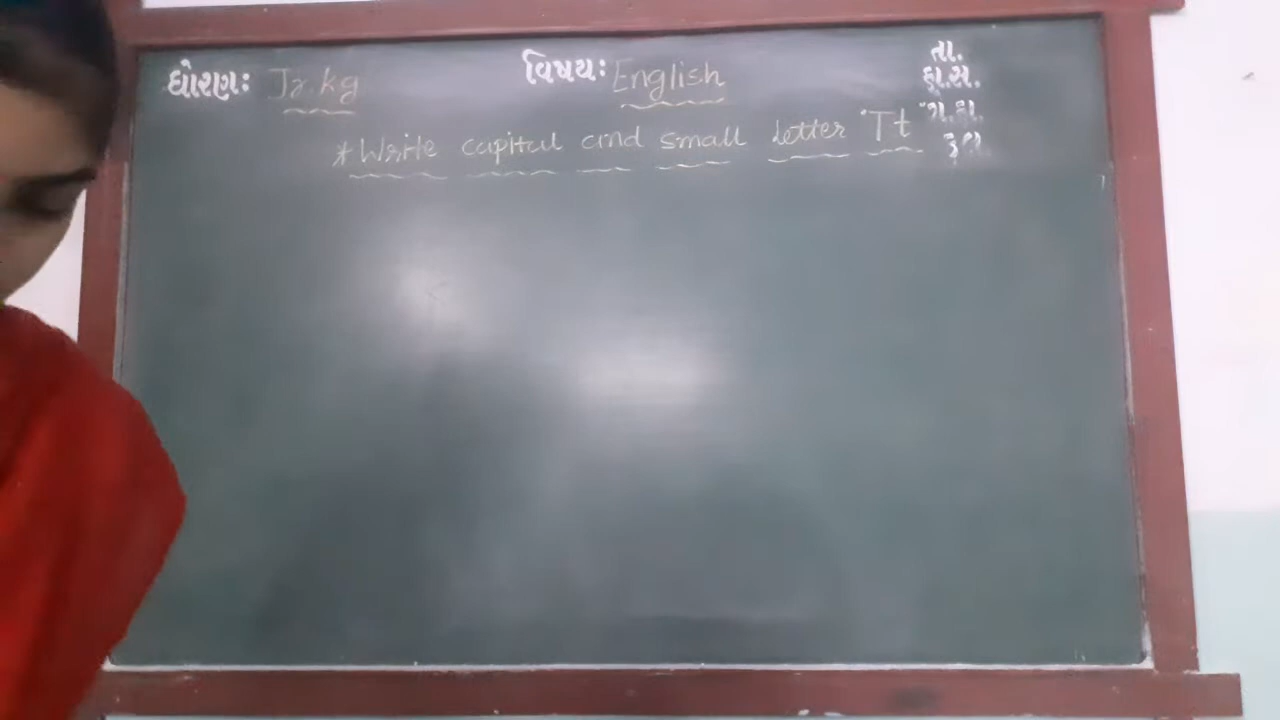 ધોરણ: Jr.kg વિષય: English તા.
હા.સ.
*Write capital and small letter Tt ગ.હા.
કુલ